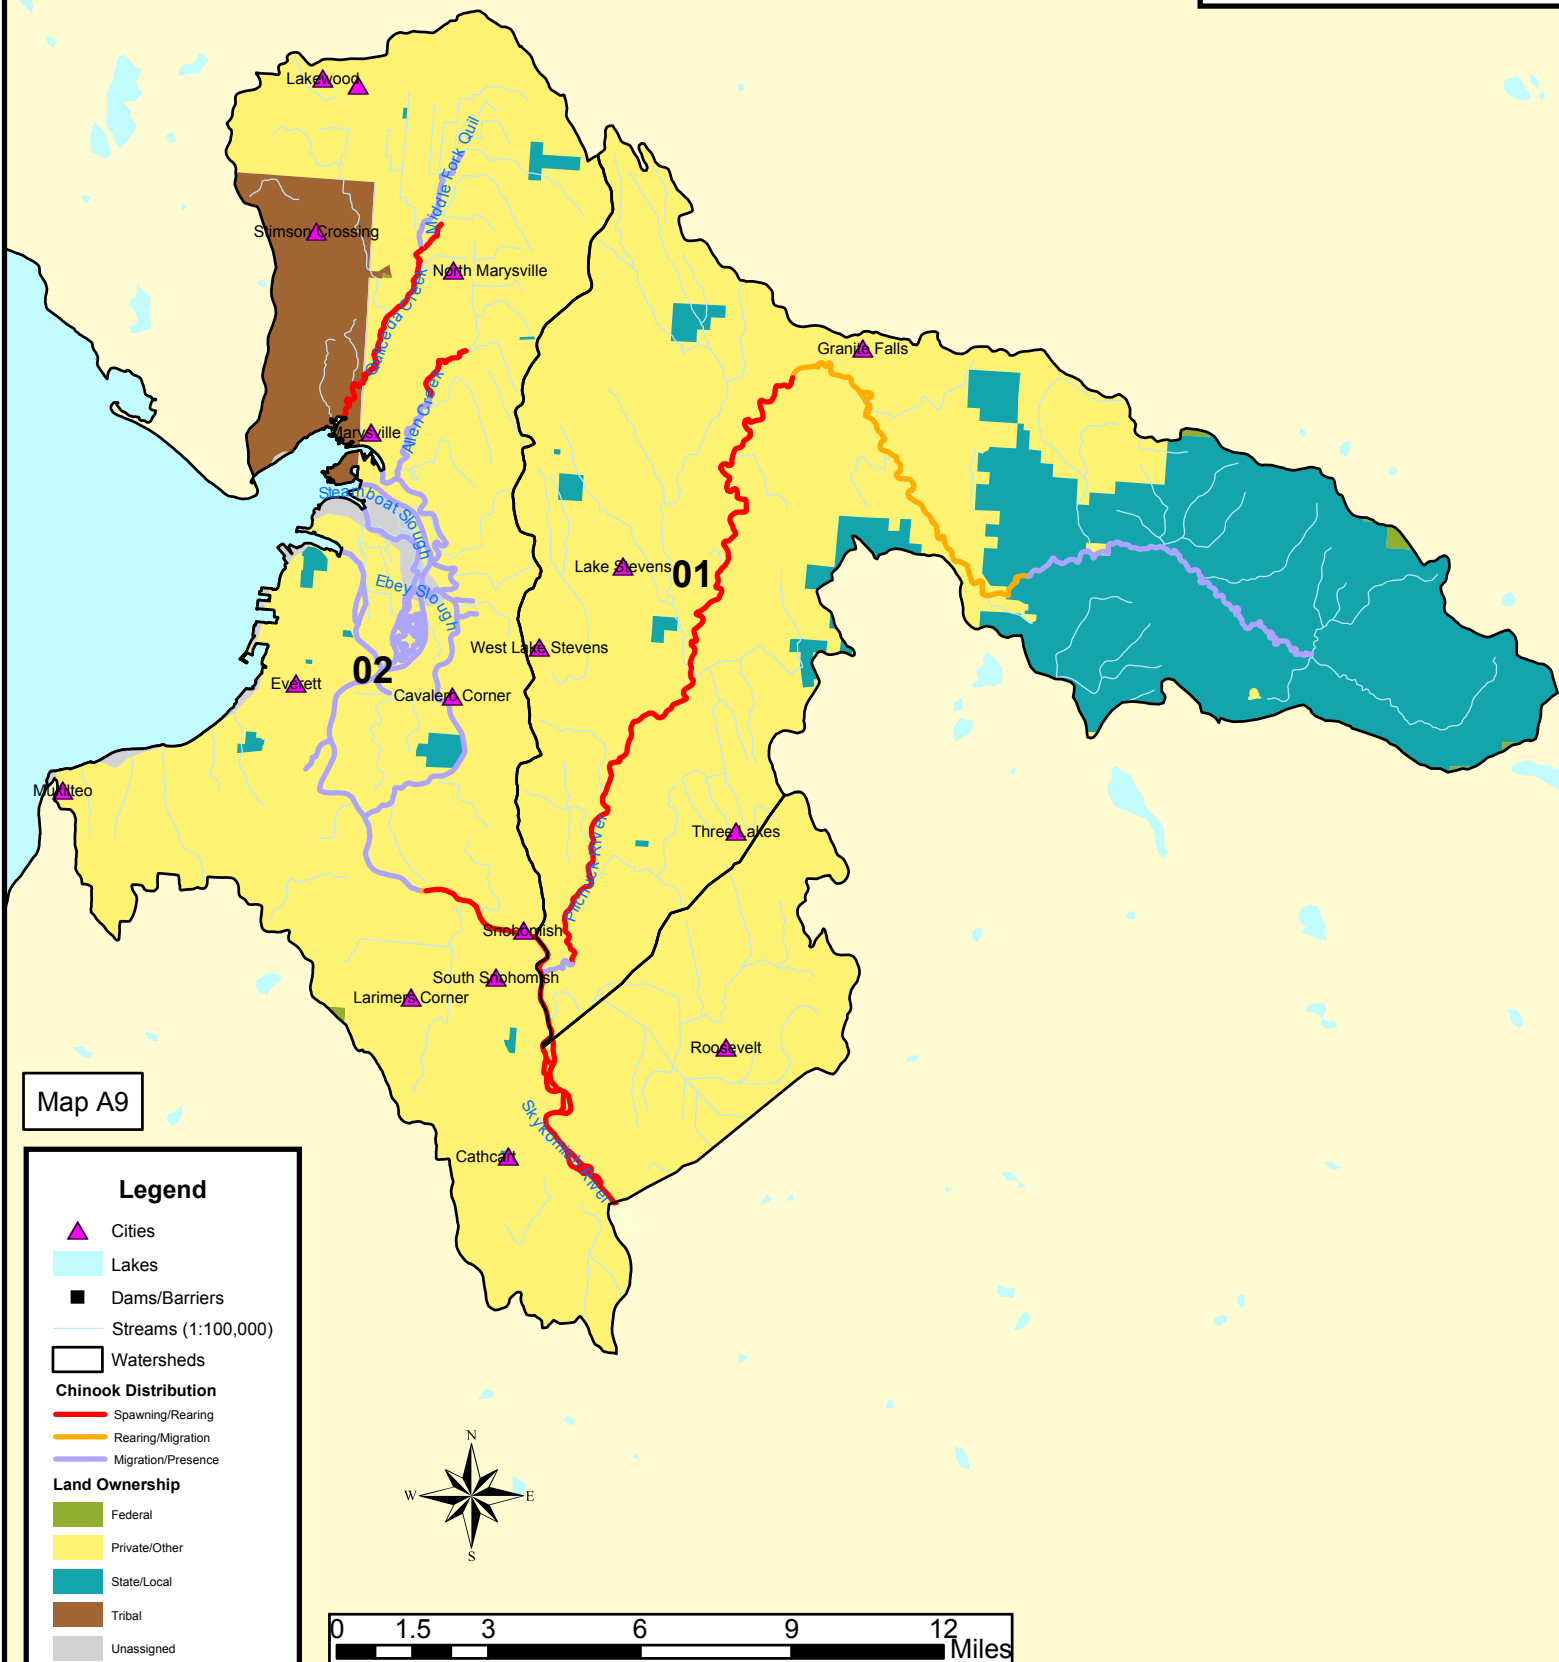 Lakewood
Middle Fork Quil
Stimson Crossing
North Marysville
Quilceda Creek
Granite Falls
Allen Creek
Marysville
Steamboat Slough
Lake Stevens
01
Ebey Slough
West Lake Stevens
02
Everett
Cavalero Corner
Mukilteo
Three Lakes
Pilchuck River
Snohomish
South Snohomish
Larimers Corner
Roosevelt
Map A9
Skykomish River
Cathcart
Legend
Cities
Lakes
Dams/Barriers
Streams (1:100,000)
Watersheds
Chinook Distribution
Spawning/Rearing
Rearing/Migration
Migration/Presence
Land Ownership
Federal
Private/Other
State/Local
Tribal
Unassigned
N
W E
S
0 1.5 3 6 9 12
Miles